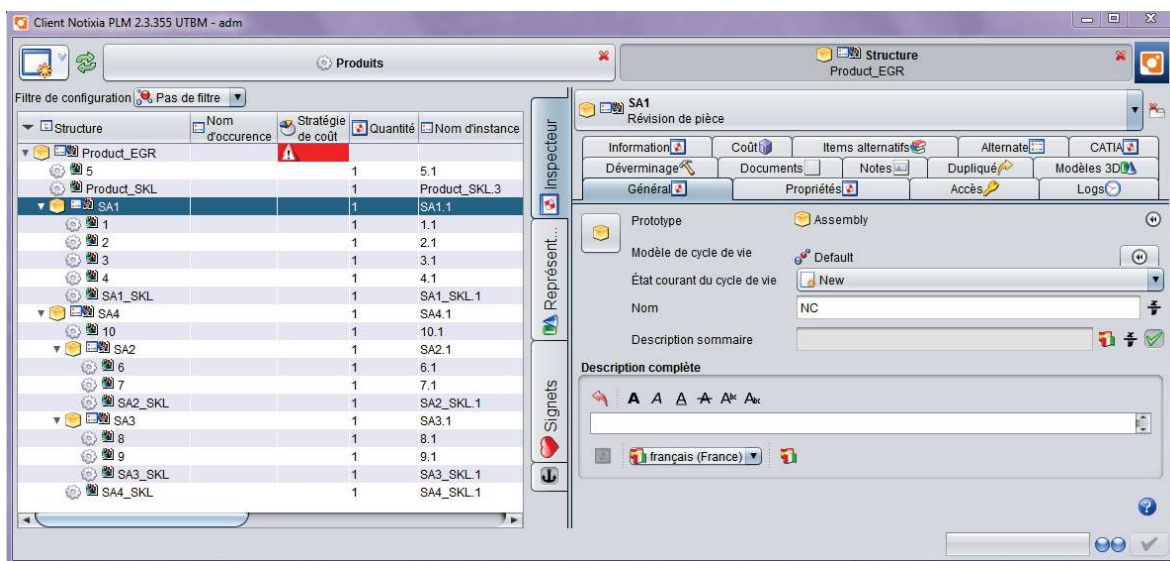 Client Notixia PLM 2.3.355 UTBM - adm
Produits
Structure
Product_EGR
Filtre de configuration Pas de filtre
Structure Nom d'occurence Stratégie de coût Quantité Nom d'instance
Product_EGR
5 1 5.1
Product_SKL 1 Product_SKL.3
SA1 1 SA1.1
1 1 1.1
2 1 2.1
3 1 3.1
4 1 4.1
SA1_SKL 1 SA1_SKL.1
SA4 1 SA4.1
10 1 10.1
SA2 1 SA2.1
6 1 6.1
7 1 7.1
SA2_SKL 1 SA2_SKL.1
SA3 1 SA3.1
8 1 8.1
9 1 9.1
SA3_SKL 1 SA3_SKL.1
SA4_SKL 1 SA4_SKL.1
Inspecteur
Représent...
Signets
SA1
Révision de pièce
Information Coût Items alternatifs Alternate CATIA
Déverminage Documents Notes Dupliqué Modèles 3D
Général Propriétés Accès Logs
Prototype Assembly
Modèle de cycle de vie Default
État courant du cycle de vie New
Nom NC
Description sommaire
Description complète
A A A A Abc Abc
français (France)